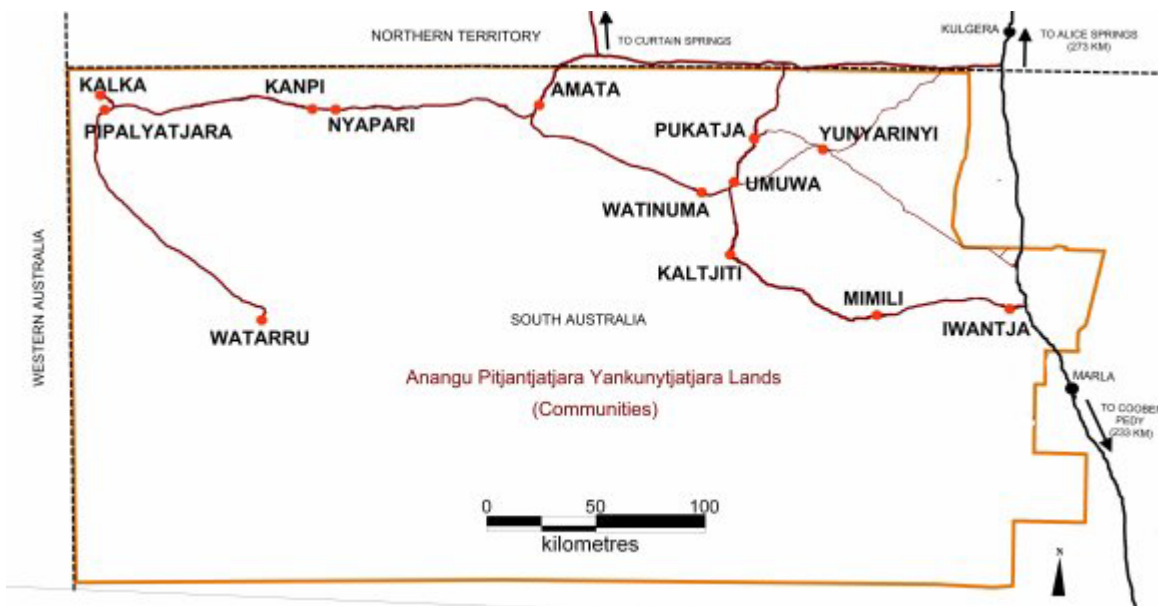 NORTHERN TERRITORY
TO CURTAIN SPRINGS
KULGERA
TO ALICE SPRINGS
(273 KM)
KALKA
KANPI
AMATA
PIPALYATJARA
NYAPARI
PUKATJA
YUNYARINYI
UMUWA
WATINUMA
WESTERN AUSTRALIA
KALTJITI
MIMILI
IWANTJA
WATARRU
SOUTH AUSTRALIA
Anangu Pitjantjatjara Yankunytjatjara Lands
(Communities)
MARLA
TO COOBER
PEDY
(233 KM)
0 50 100
kilometres
N